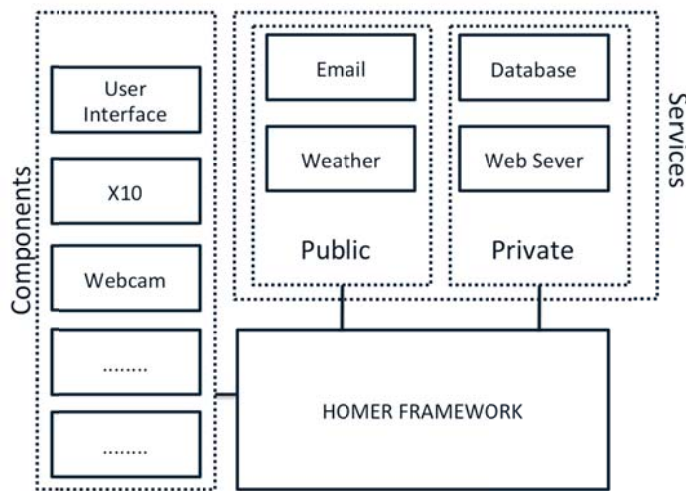 Components
User
Interface
X10
Webcam
........
........
Email
Weather
Public
Database
Web Sever
Private
Services
HOMER FRAMEWORK